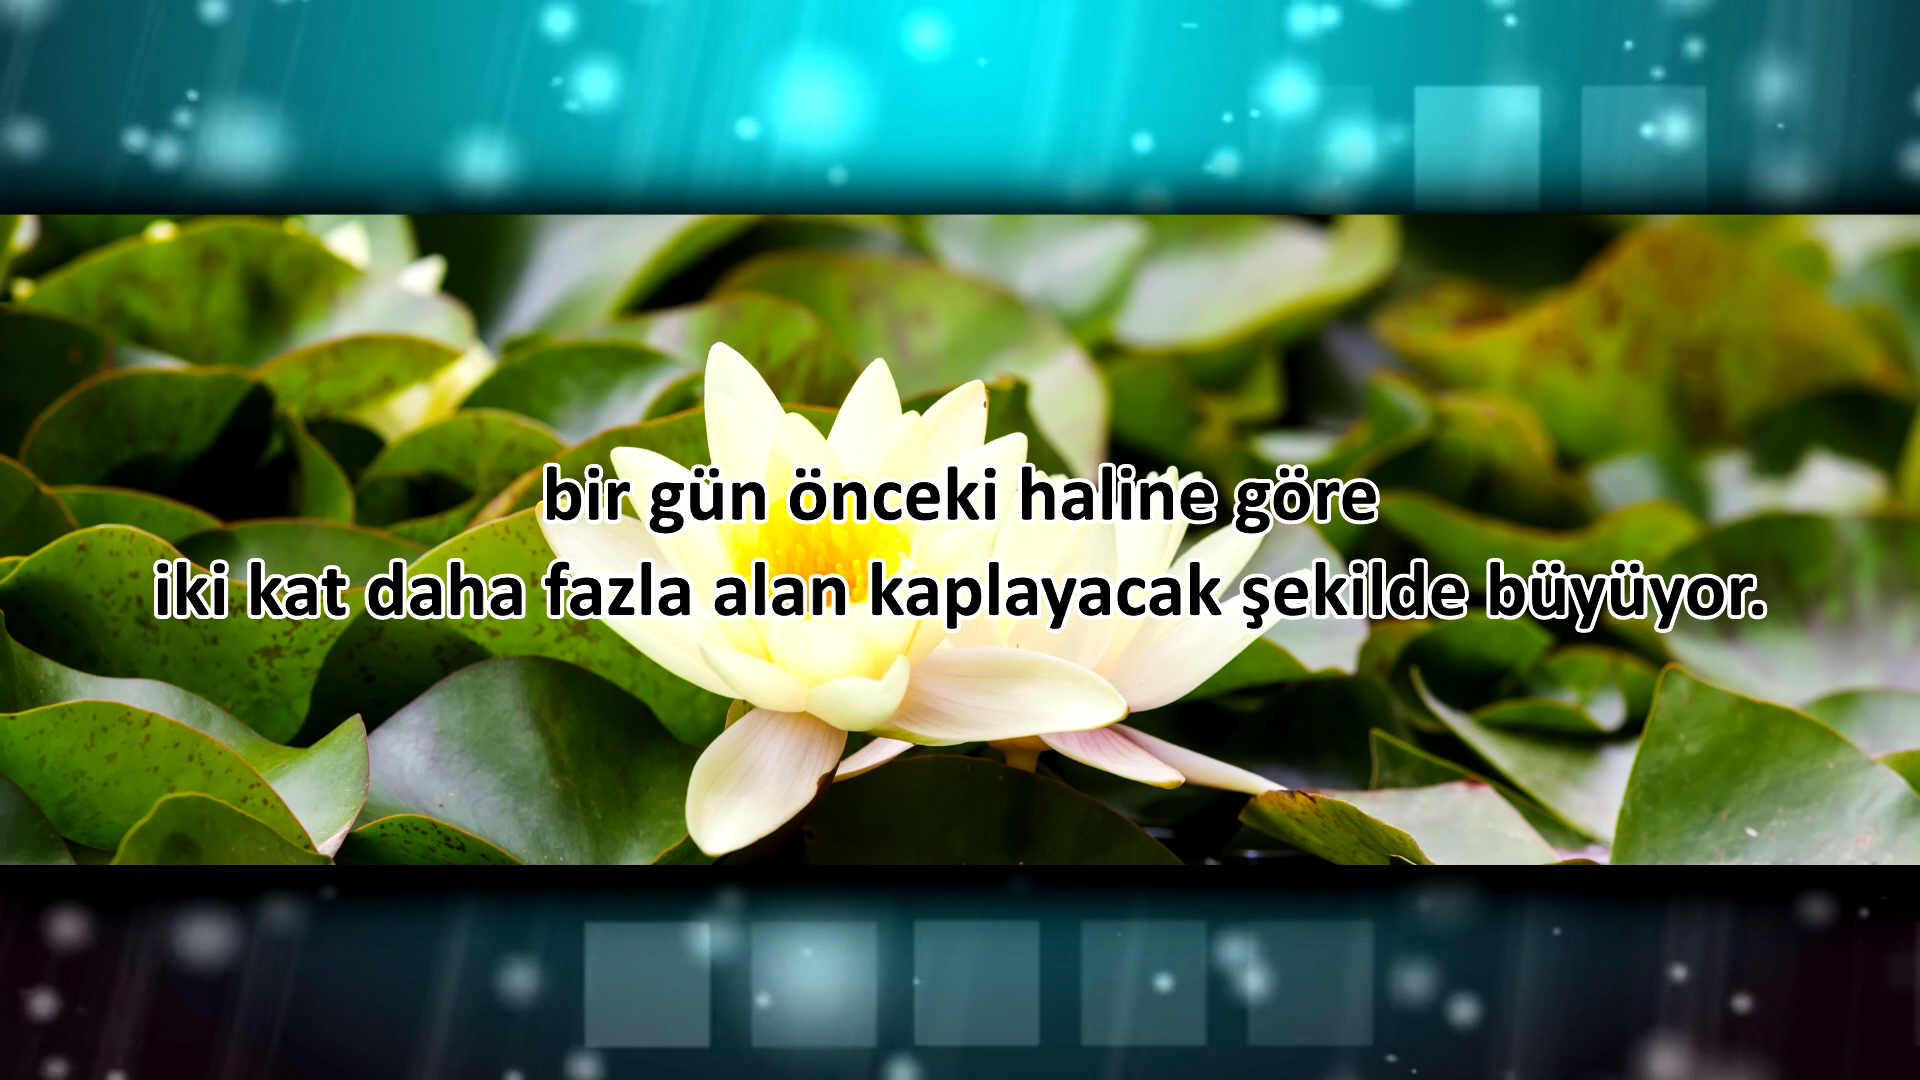 bir gün önceki haline göre
iki kat daha fazla alan kaplayacak şekilde büyüyor.